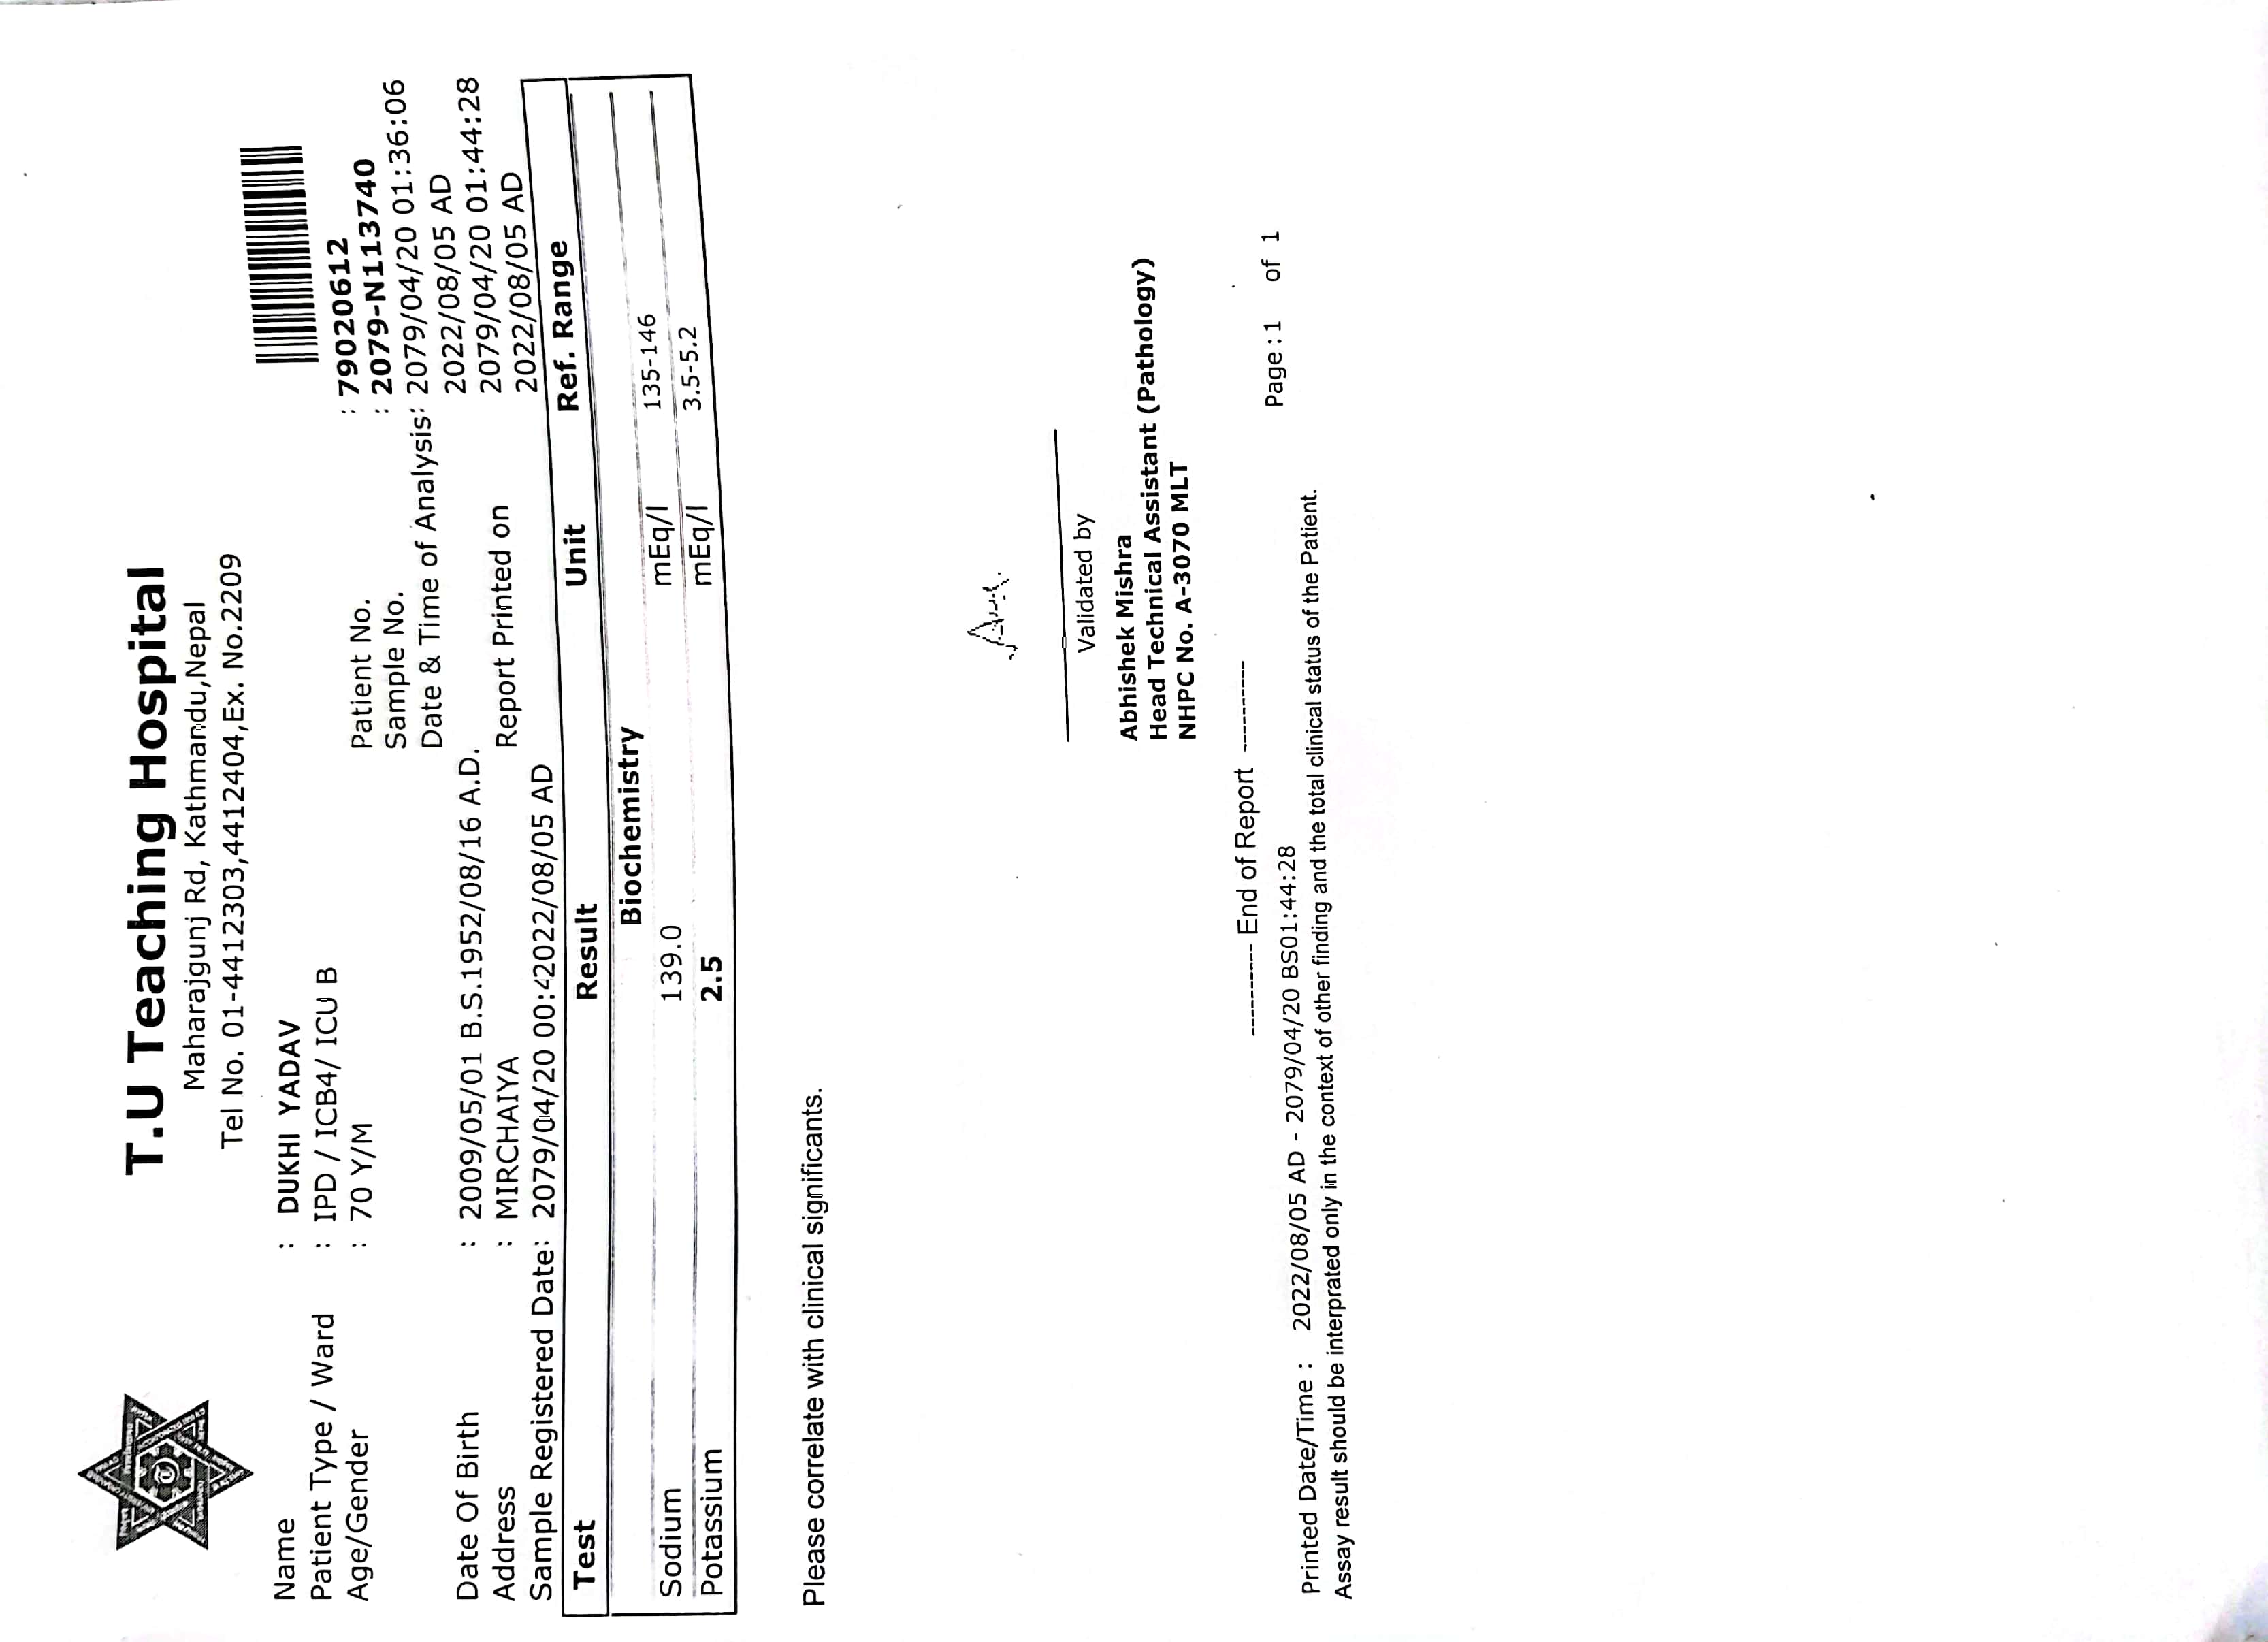 T.U Teaching Hospital
Maharajgunj Rd, Kathmandu,Nepal
Tel No. 01-4412303,4412404,Ex. No.2209
Name : DUKHI YADAV
Patient Type / Ward : IPD / ICB4/ ICU B
Age/Gender : 70 Y/M
Patient No. : 79020612
Sample No. : 2079-N113740
Date & Time of Analysis: 2079/04/20 01:36:06
2022/08/05 AD
Date Of Birth : 2009/05/01 B.S.1952/08/16 A.D.
Address : MIRCHAIYA
Report Printed on 2079/04/20 01:44:28
2022/08/05 AD
Sample Registered Date: 2079/04/20 00:42022/08/05 AD
Test Result Unit Ref. Range
Biochemistry
Sodium 139.0 mEq/l 135-146
Potassium 2.5 mEq/l 3.5-5.2
Please correlate with clinical significants.
Validated by
Abhishek Mishra
Head Technical Assistant (Pathology)
NHPC No. A-3070 MLT
---------- End of Report ----------
Printed Date/Time : 2022/08/05 AD - 2079/04/20 BS01:44:28 Page:1 of 1
Assay result should be interprated only in the context of other finding and the total clinical status of the Patient.